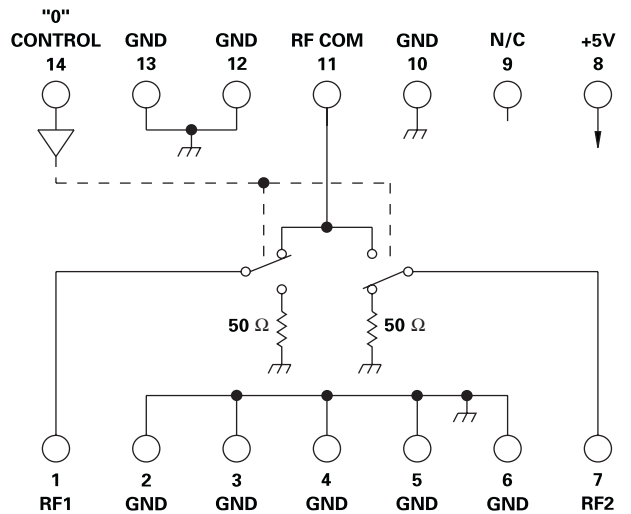 "0"
CONTROL GND GND RF COM GND N/C +5V
14 13 12 11 10 9 8
50 Ω 50 Ω
1 2 3 4 5 6 7
RF1 GND GND GND GND GND RF2